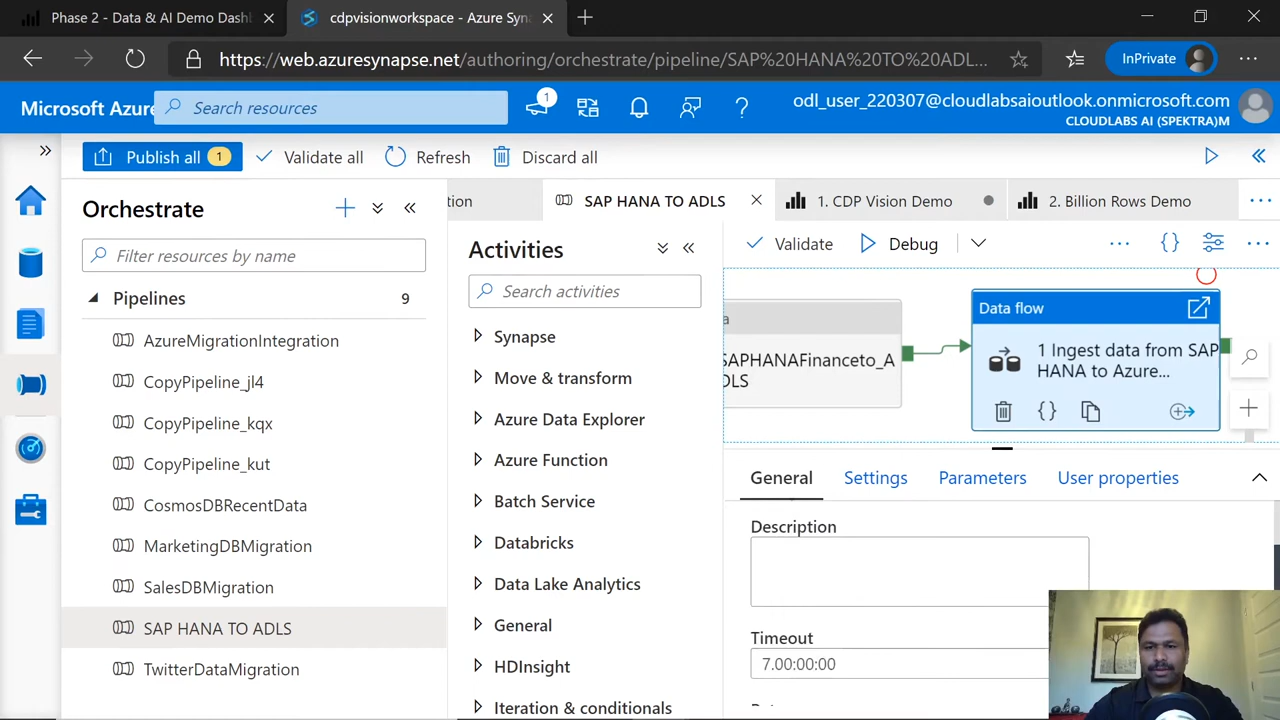 Phase 2 - Data & AI Demo Dashb
cdpvisionworkspace - Azure Syna
https://web.azuresynapse.net/authoring/orchestrate/pipeline/SAP%20HANA%20TO%20ADL...
InPrivate
Microsoft Azure
Search resources
1
odl_user_220307@cloudlabsaioutlook.onmicrosoft.com
CLOUDLABS AI (SPEKTRA)M
Publish all 1
Validate all
Refresh
Discard all
Orchestrate
Filter resources by name
Pipelines 9
AzureMigrationIntegration
CopyPipeline_jl4
CopyPipeline_kqx
CopyPipeline_kut
CosmosDBRecentData
MarketingDBMigration
SalesDBMigration
SAP HANA TO ADLS
TwitterDataMigration
tion
SAP HANA TO ADLS
1. CDP Vision Demo
2. Billion Rows Demo
Activities
Search activities
Synapse
Move & transform
Azure Data Explorer
Azure Function
Batch Service
Databricks
Data Lake Analytics
General
HDInsight
Iteration & conditionals
Validate
Debug
a
SAPHANAFinanceto_A
DLS
Data flow
1 Ingest data from SAP
HANA to Azure...
General
Settings
Parameters
User properties
Description
Timeout
7.00:00:00